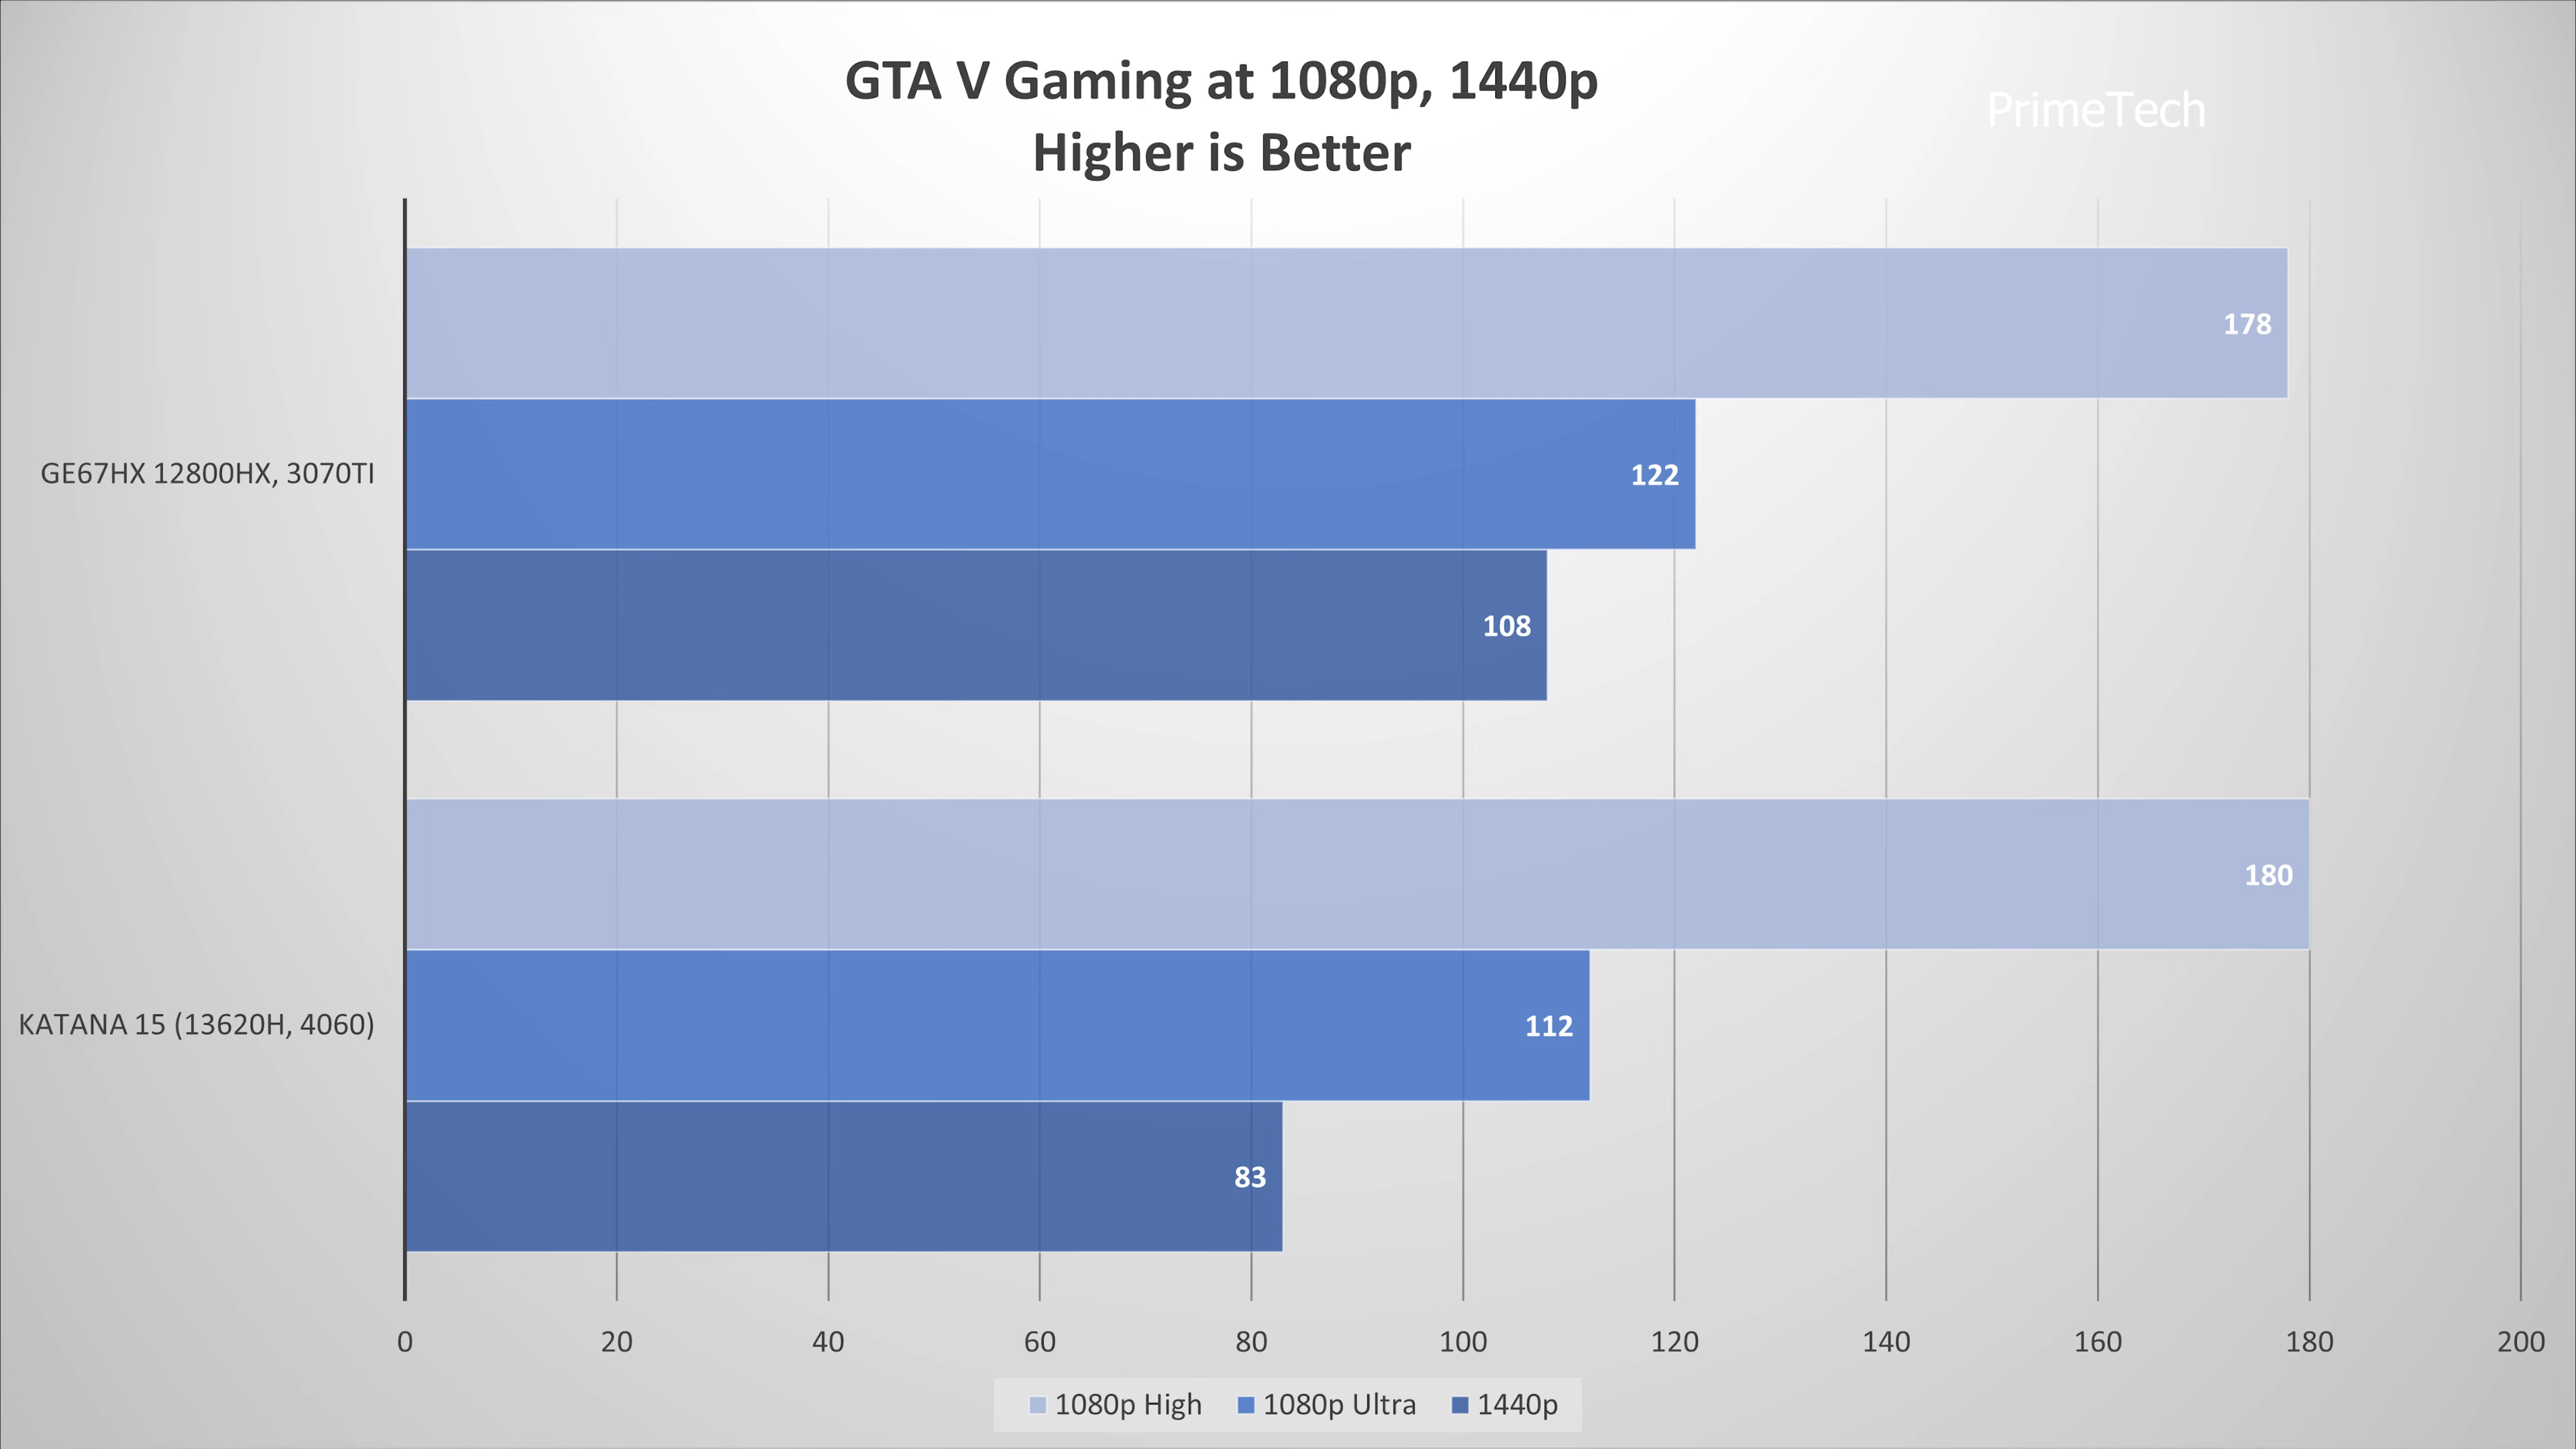 GTA V Gaming at 1080p, 1440p
Higher is Better
PrimeTech
178
GE67HX 12800HX, 3070TI
122
108
180
KATANA 15 (13620H, 4060)
112
83
0 20 40 60 80 100 120 140 160 180 200
1080p High 1080p Ultra 1440p